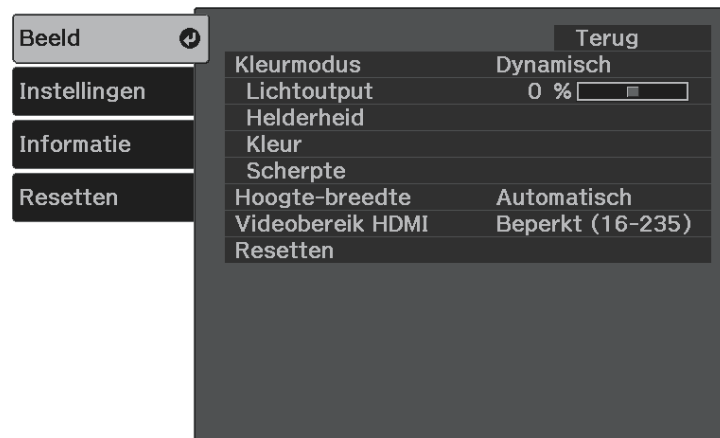 Beeld
Instellingen
Informatie
Resetten
Terug
Kleurmodus Dynamisch
Lichtoutput 0 %
Helderheid
Kleur
Scherpte
Hoogte-breedte Automatisch
Videobereik HDMI Beperkt (16-235)
Resetten